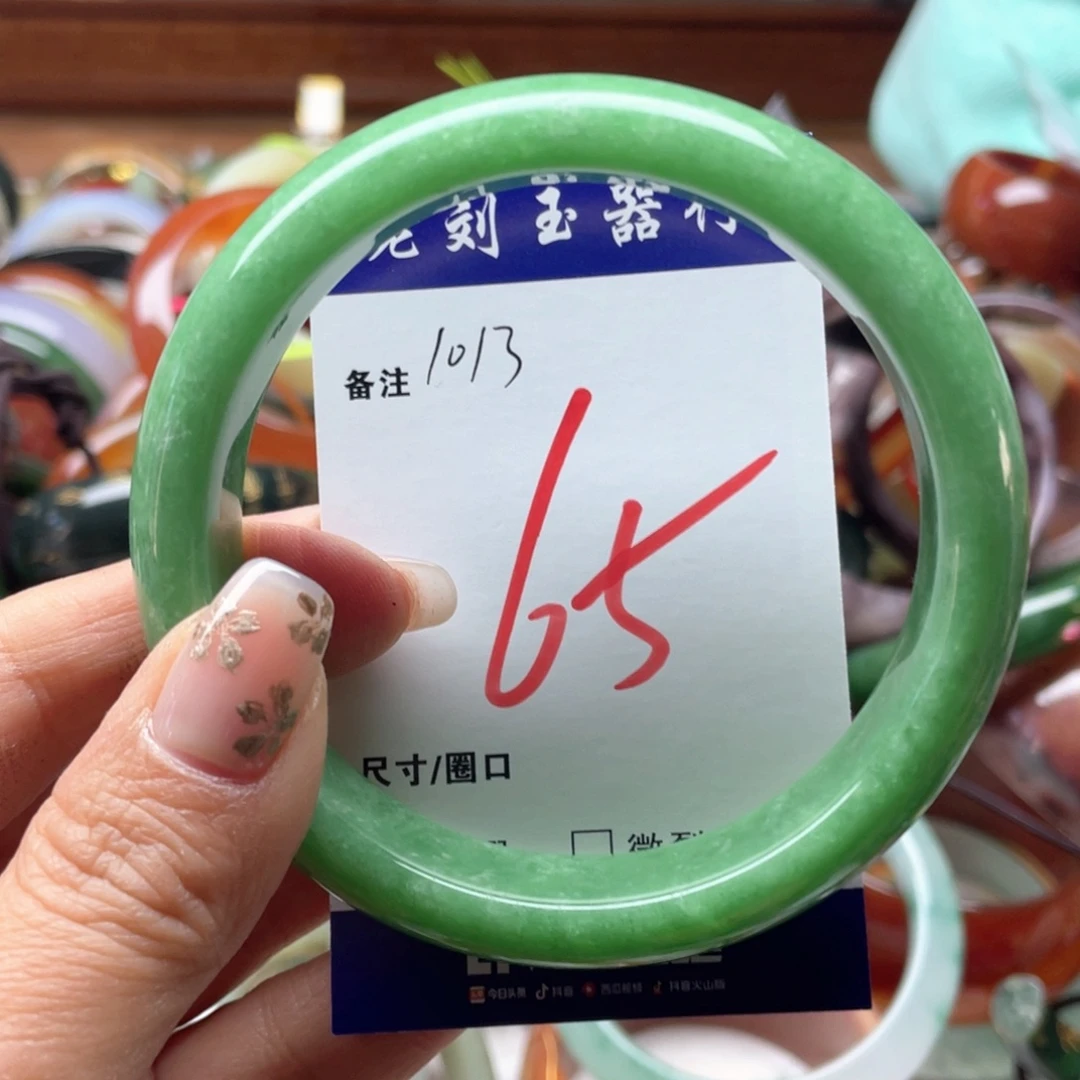 刻玉器行
备注 1013
65
尺寸/圈口
今日头条 抖音 西瓜视频 抖音火山版